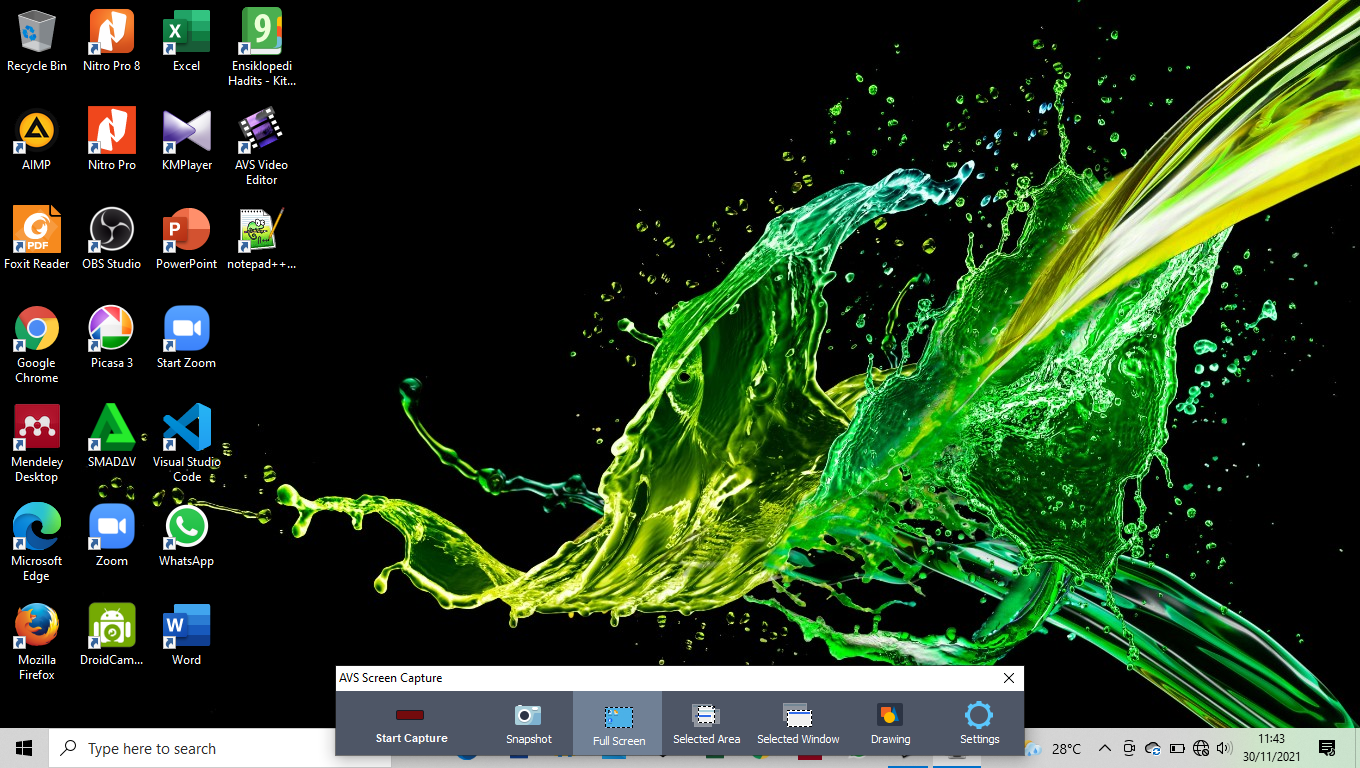 Recycle Bin
Nitro Pro 8
Excel
Ensiklopedi
Hadits - Kit...
AIMP
Nitro Pro
KMPlayer
AVS Video
Editor
Foxit Reader
OBS Studio
PowerPoint
notepad++...
Google
Chrome
Picasa 3
Start Zoom
Mendeley
Desktop
SMADΔV
Visual Studio
Code
Microsoft
Edge
Zoom
WhatsApp
Mozilla
Firefox
DroidCam...
Word
AVS Screen Capture
Start Capture
Snapshot
Full Screen
Selected Area
Selected Window
Drawing
Settings
Type here to search
28°C
11:43
30/11/2021